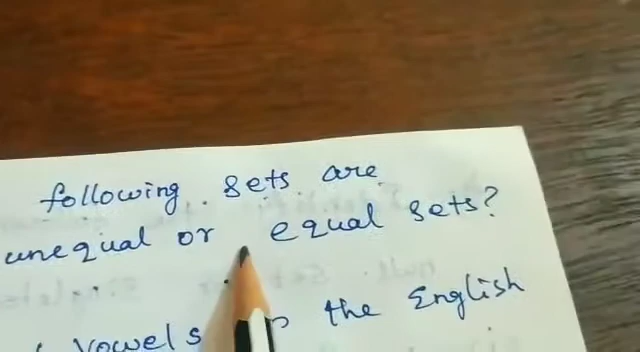 following sets are
unequal or equal sets?
vowels the English